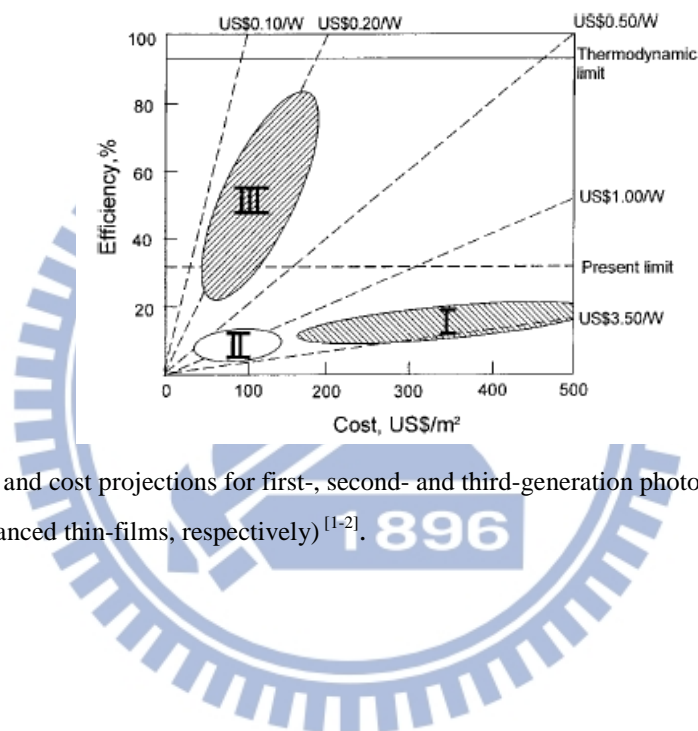 US$0.10/W US$0.20/W US$0.50/W
100
Thermodynamic
limit
80
60
III
Efficiency,%
US$1.00/W
40
Present limit
20
I
US$3.50/W
II
0 100 200 300 400 500
Cost, US$/m²
and cost projections for first-, second- and third-generation photo
anced thin-films, respectively) [1-2].
1896